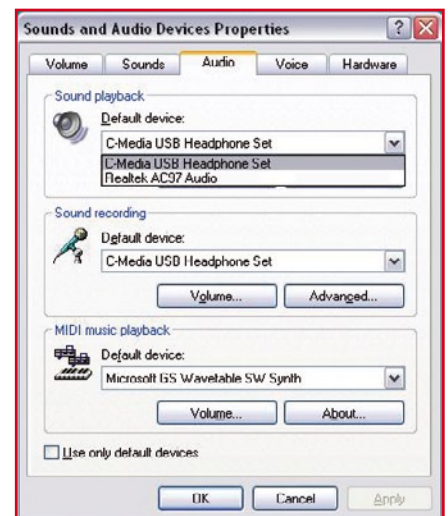 Sounds and Audio Devices Properties
Volume Sounds Audio Voice Hardware
Sound playback
Default device:
C-Media USB Headphone Set
C-Media USB Headphone Set
Realtek AC97 Audio
Sound recording
Default device:
C-Media USB Headphone Set
Volume... Advanced...
MIDI music playback
Default device:
Microsoft GS Wavetable SW Synth
Volume... About...
Use only default devices
OK Cancel Apply